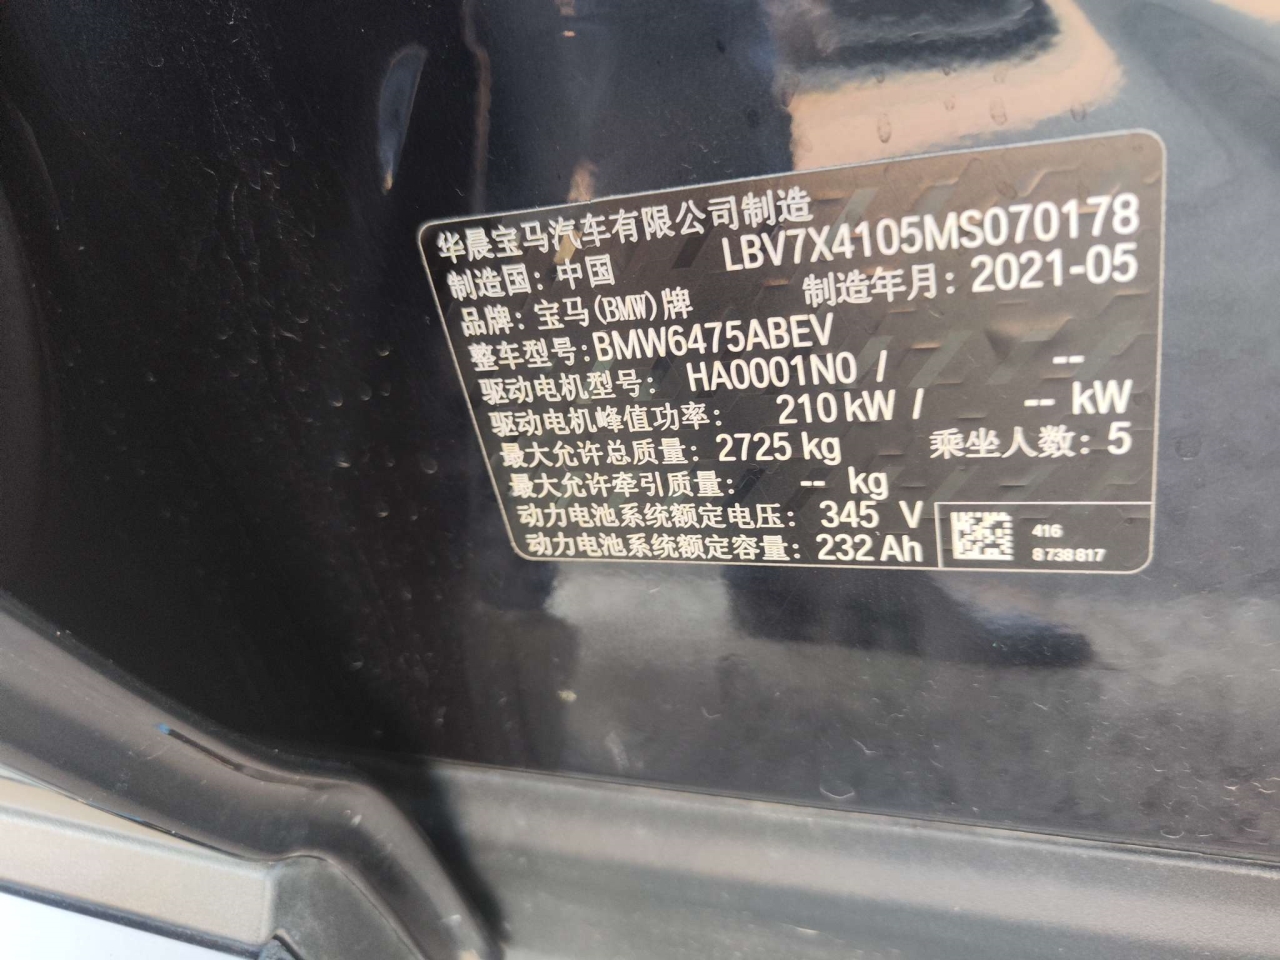 华晨宝马汽车有限公司制造
制造国：中国 LBV7X4105MS070178
品牌：宝马(BMW)牌 制造年月：2021-05
整车型号：BMW6475ABEV
驱动电机型号： HA0001N0 / --
驱动电机峰值功率： 210 kW / -- kW
最大允许总质量：2725 kg 乘坐人数：5
最大允许牵引质量： -- kg
动力电池系统额定电压： 345 V
动力电池系统额定容量：232 Ah
416
8738817